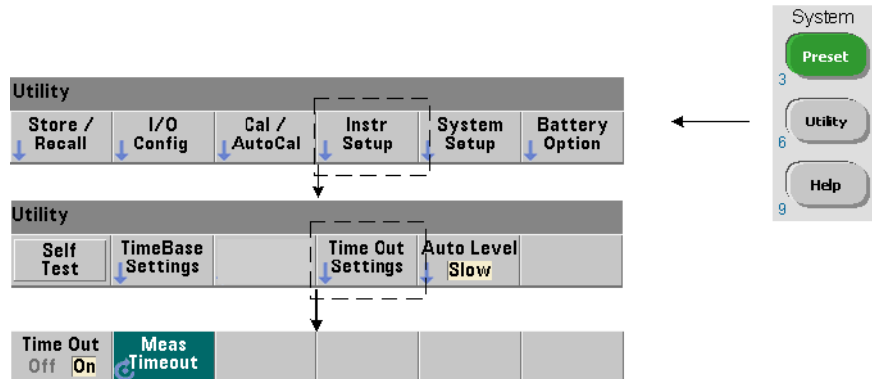 System
Preset
3
Utility
6
Help
9
Utility
Store / Recall
I/O Config
Cal / AutoCal
Instr Setup
System Setup
Battery Option
Utility
Self Test
TimeBase Settings
Time Out Settings
Auto Level Slow
Time Out Off On
Meas Timeout